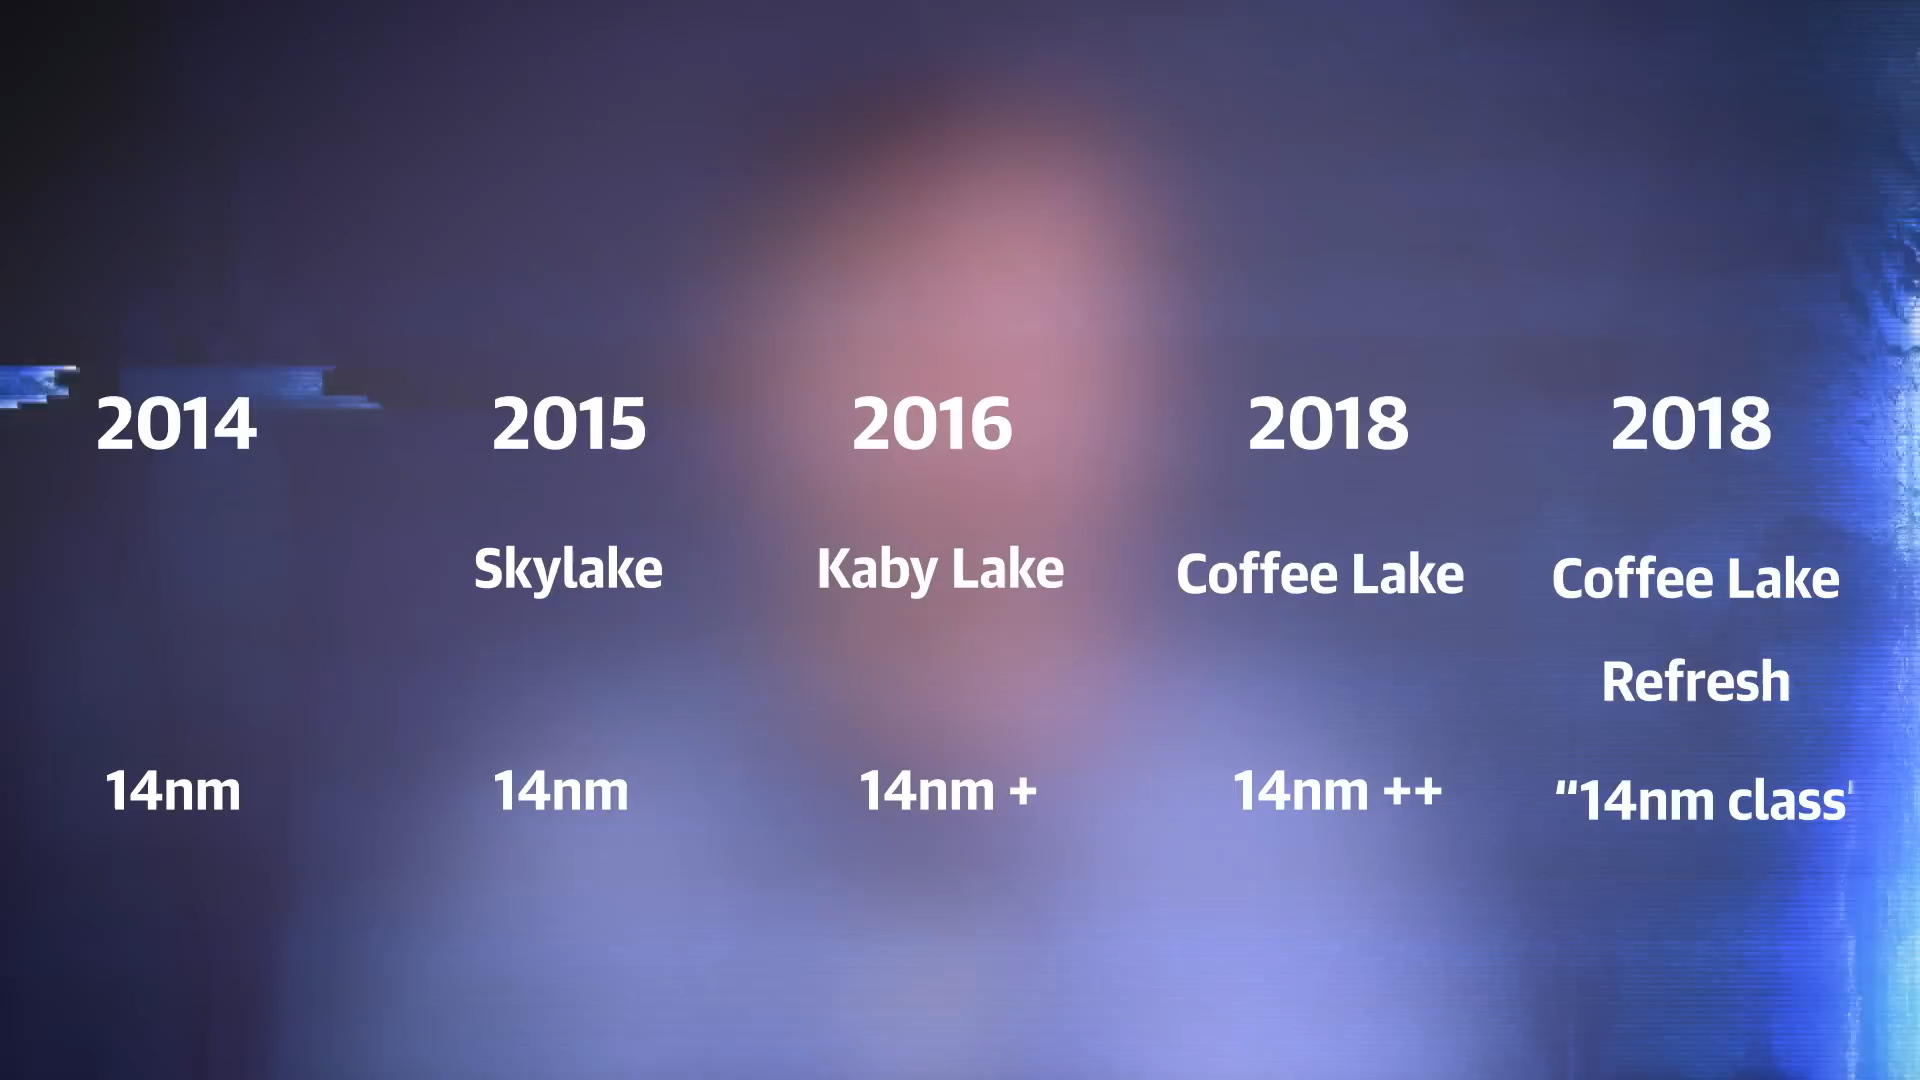 2014 2015 2016 2018 2018
Skylake Kaby Lake Coffee Lake Coffee Lake
Refresh
14nm 14nm 14nm + 14nm ++ "14nm class'